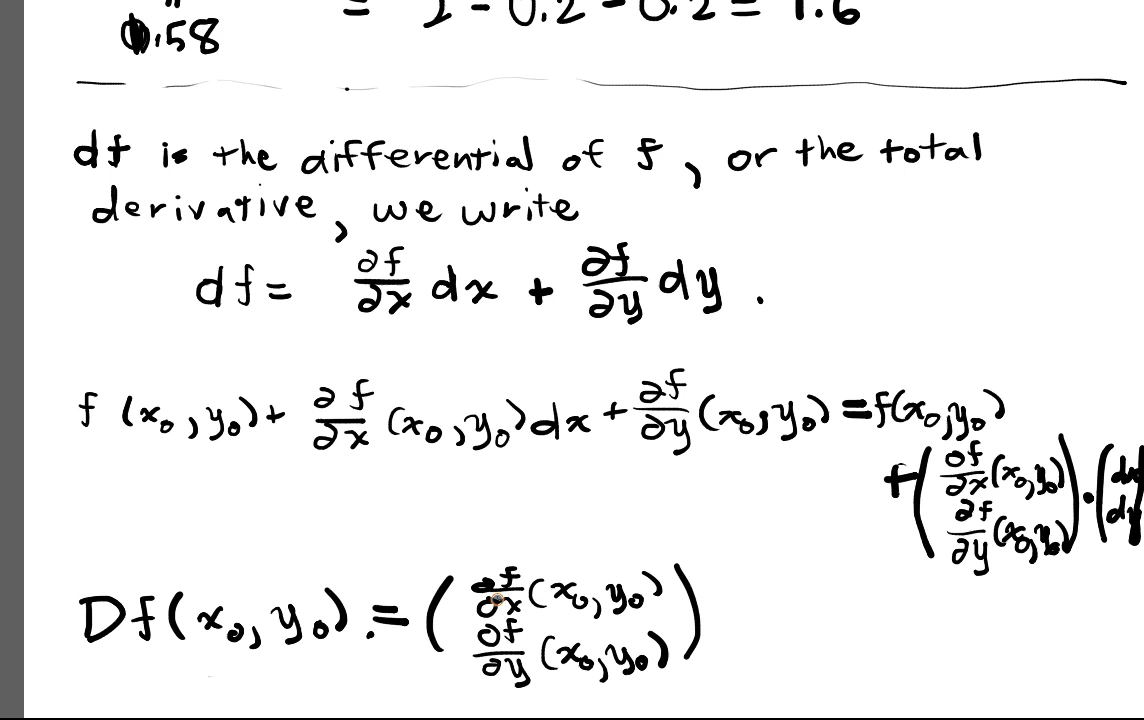 = 2 - 0.2 - 0.2 = 1.6
0.58
df is the differential of f, or the total
derivative, we write
df = ∂f/∂x dx + ∂f/∂y dy .
f (x₀,y₀) + ∂f/∂x (x₀,y₀) dx + ∂f/∂y (x₀,y₀) = f(x₀,y₀)
+ ( ∂f/∂x (x₀,y₀) ∂f/∂y (x₀,y₀) ) · ( dx dy
Df(x₀,y₀) := ( ∂f/∂x (x₀,y₀) ∂f/∂y (x₀,y₀) )